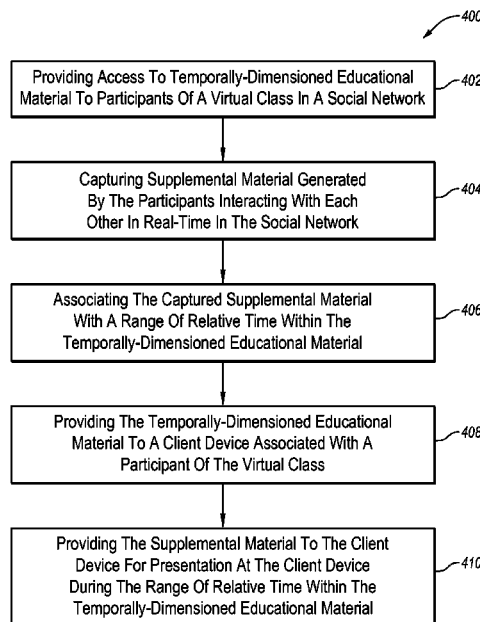 400
Providing Access To Temporally-Dimensioned Educational
Material To Participants Of A Virtual Class In A Social Network
402
Capturing Supplemental Material Generated
By The Participants Interacting With Each
Other In Real-Time In The Social Network
404
Associating The Captured Supplemental Material
With A Range Of Relative Time Within The
Temporally-Dimensioned Educational Material
406
Providing The Temporally-Dimensioned Educational
Material To A Client Device Associated With A
Participant Of The Virtual Class
408
Providing The Supplemental Material To The Client
Device For Presentation At The Client Device
During The Range Of Relative Time Within The
Temporally-Dimensioned Educational Material
410